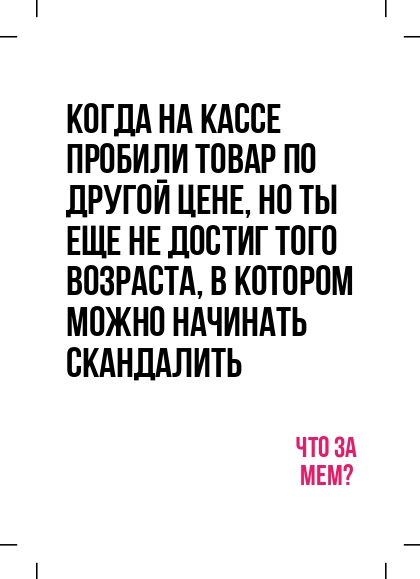 КОГДА НА КАССЕ
ПРОБИЛИ ТОВАР ПО
ДРУГОЙ ЦЕНЕ, НО ТЫ
ЕЩЕ НЕ ДОСТИГ ТОГО
ВОЗРАСТА, В КОТОРОМ
МОЖНО НАЧИНАТЬ
СКАНДАЛИТЬ
ЧТО ЗА
МЕМ?